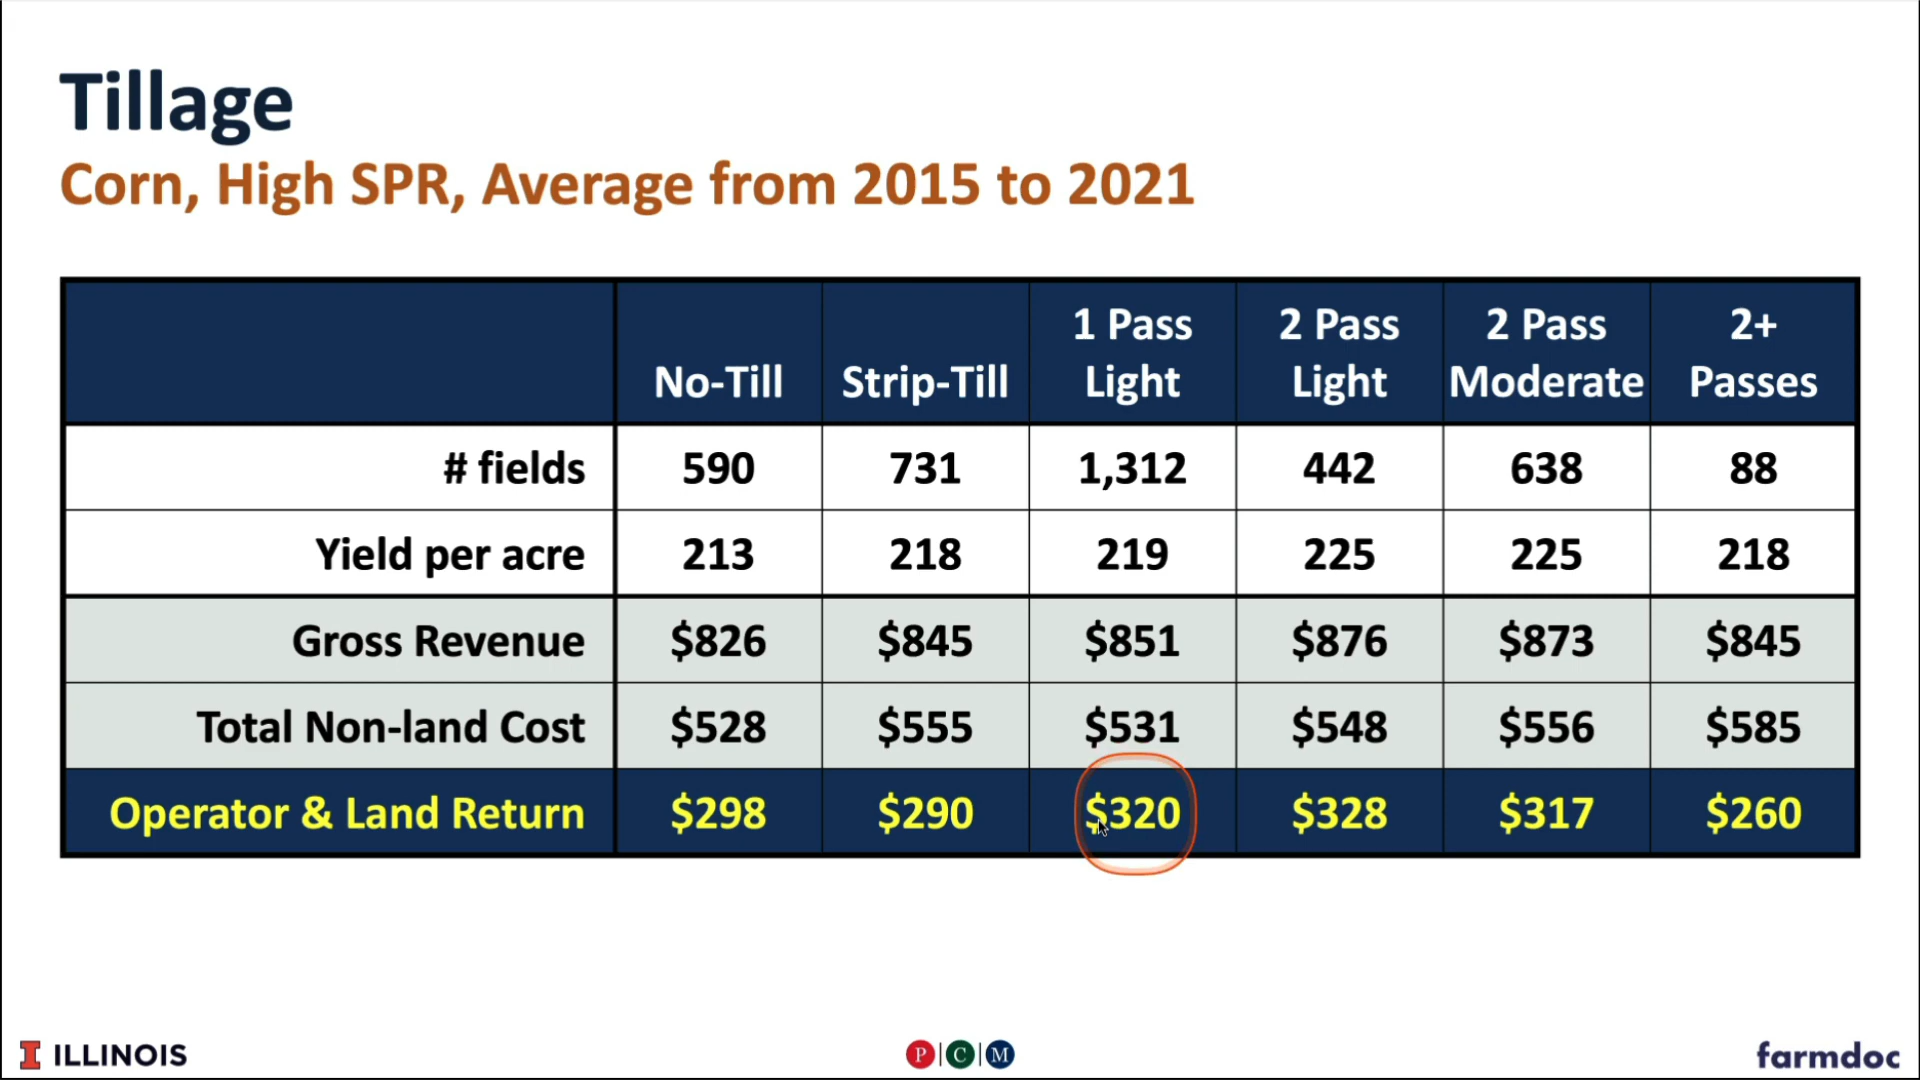 Tillage
Corn, High SPR, Average from 2015 to 2021
No-Till Strip-Till 1 Pass Light 2 Pass Light 2 Pass Moderate 2+ Passes
# fields 590 731 1,312 442 638 88
Yield per acre 213 218 219 225 225 218
Gross Revenue $826 $845 $851 $876 $873 $845
Total Non-land Cost $528 $555 $531 $548 $556 $585
Operator & Land Return $298 $290 $320 $328 $317 $260
I ILLINOIS P|C|M farmdoc